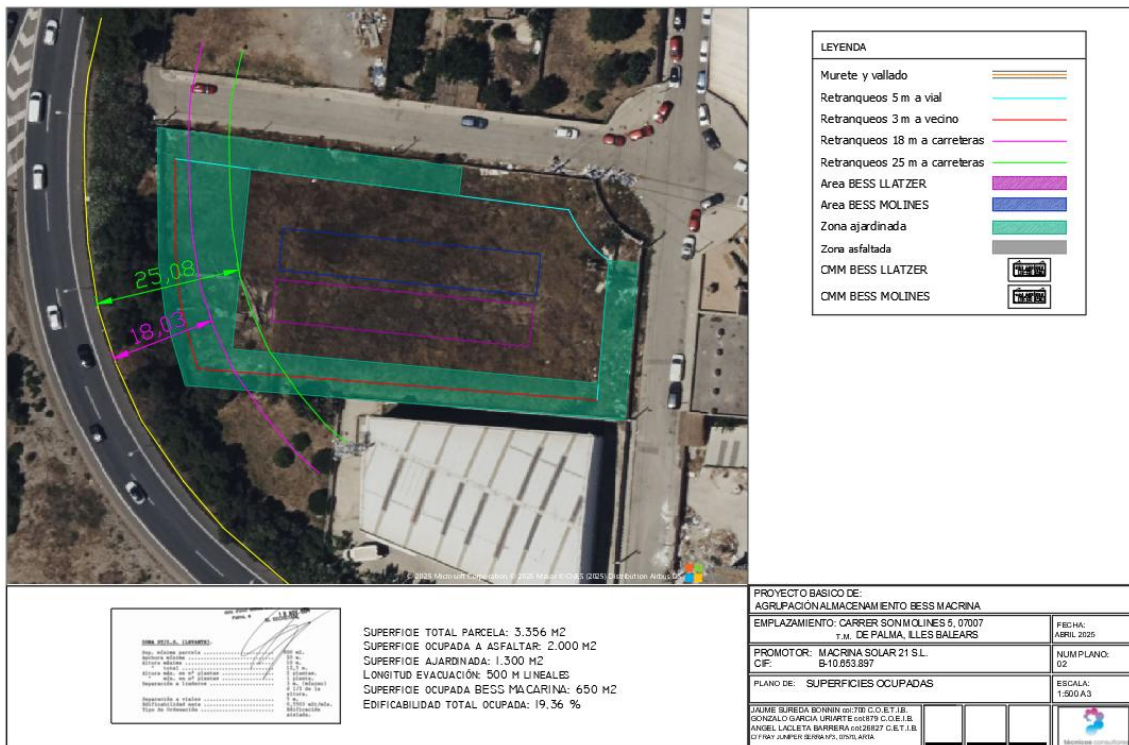 LEYENDA
Murete y vallado
Retranqueos 5 m a vial
Retranqueos 3 m a vecino
Retranqueos 18 m a carreteras
Retranqueos 25 m a carreteras
Area BESS LLATZER
Area BESS MOLINES
Zona ajardinada
Zona asfaltada
CMM BESS LLATZER
CMM BESS MOLINES
25,08
18,03
SUPERFICIE TOTAL PARCELA: 3.356 M2
SUPERFICIE OCUPADA A ASFALTAR: 2.000 M2
SUPERFICIE AJARDINADA: 1.300 M2
LONGITUD EVACUACIÓN: 500 M LINEALES
SUPERFICIE OCUPADA BESS MACARINA: 650 M2
EDIFICABILIDAD TOTAL OCUPADA: 19,36 %
PROYECTO BASICO DE:
AGRUPACIÓN ALMACENAMIENTO BESS MACRINA
EMPLAZAMIENTO: CARRER SON MOLINES 5, 07007
T.M. DE PALMA, ILLES BALEARS
FECHA:
ABRIL 2025
PROMOTOR: MACRINA SOLAR 21 S.L.
CIF: B-10.653.897
NUM PLANO:
02
PLANO DE: SUPERFICIES OCUPADAS
ESCALA:
1:500 A3
JAUME SUREDA BONNIN col:700 C.O.E.T.I.B.
GONZALO GARCIA URIARTE col:879 C.O.E.I.B.
ANGEL LACLETA BARRERA col:26827 C.E.T.I.B.
C/ FRAY JUNIPER SERRA Nº3, 07570, ARTA